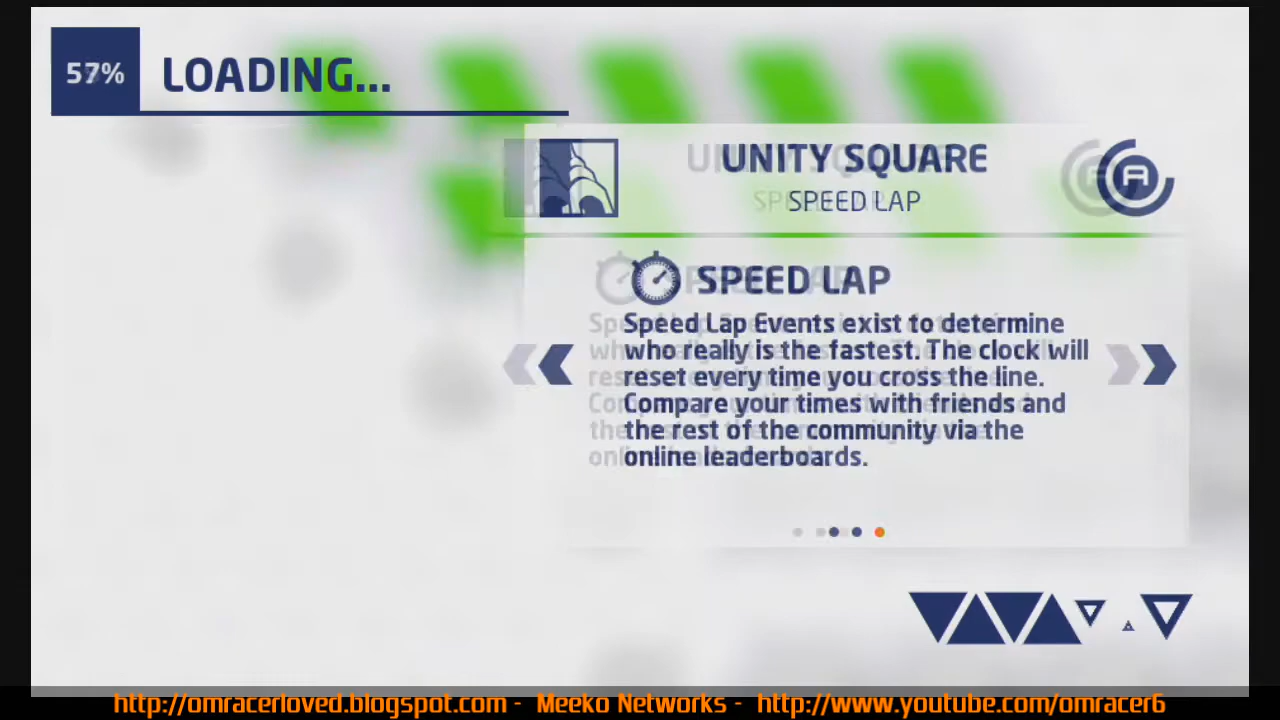 57%
LOADING...
UNITY SQUARE
SPEED LAP
A
SPEED LAP
Speed Lap Events exist to determine
who really is the fastest. The clock will
reset every time you cross the line.
Compare your times with friends and
the rest of the community via the
online leaderboards.
http://omracerloved.blogspot.com - Meeko Networks - http://www.youtube.com/omracer6